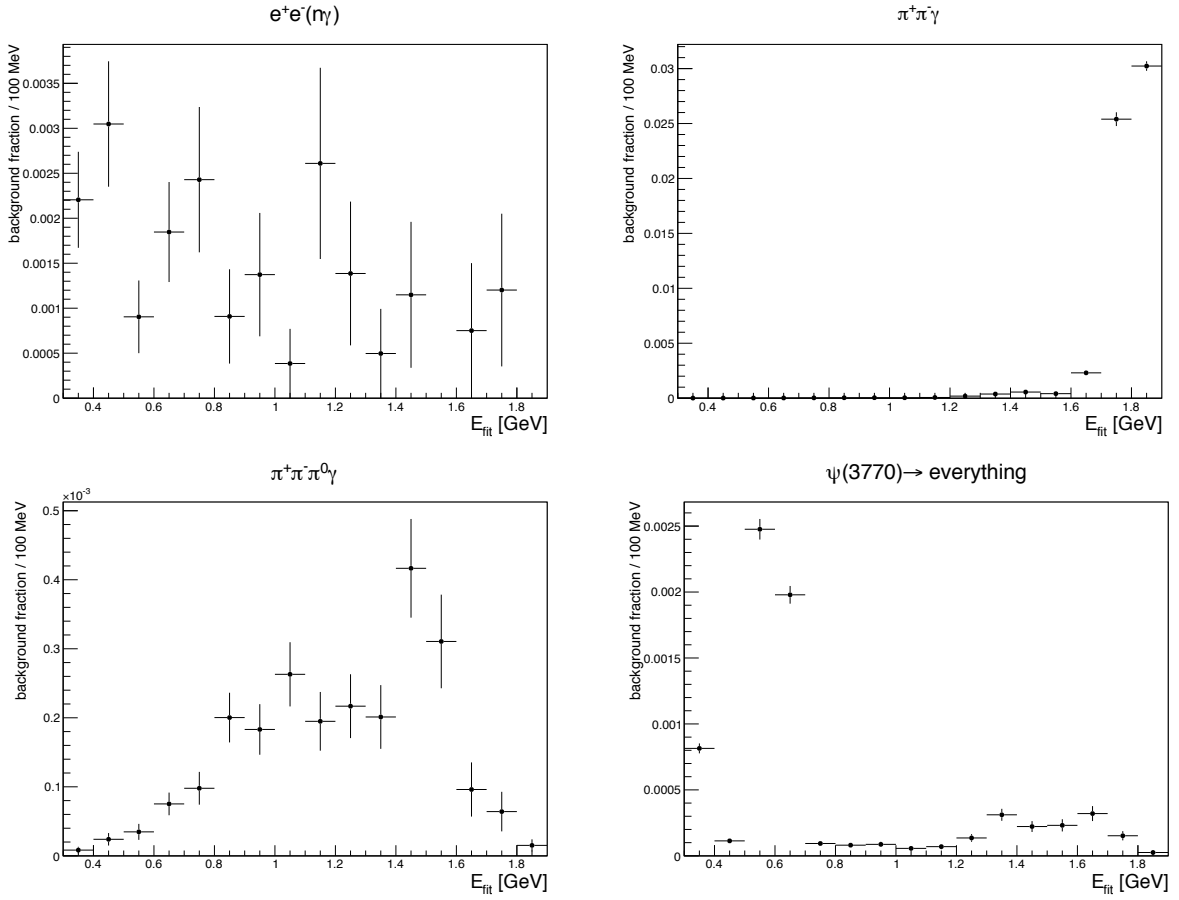 e⁺e⁻(nγ)
background fraction / 100 MeV
0.0035
0.003
0.0025
0.002
0.0015
0.001
0.0005
0
0.4 0.6 0.8 1 1.2 1.4 1.6 1.8
E_fit [GeV]
π⁺π⁻γ
background fraction / 100 MeV
0.03
0.025
0.02
0.015
0.01
0.005
0
0.4 0.6 0.8 1 1.2 1.4 1.6 1.8
E_fit [GeV]
π⁺π⁻π⁰γ
×10⁻³
background fraction / 100 MeV
0.5
0.4
0.3
0.2
0.1
0
0.4 0.6 0.8 1 1.2 1.4 1.6 1.8
E_fit [GeV]
ψ(3770)→ everything
background fraction / 100 MeV
0.0025
0.002
0.0015
0.001
0.0005
0
0.4 0.6 0.8 1 1.2 1.4 1.6 1.8
E_fit [GeV]